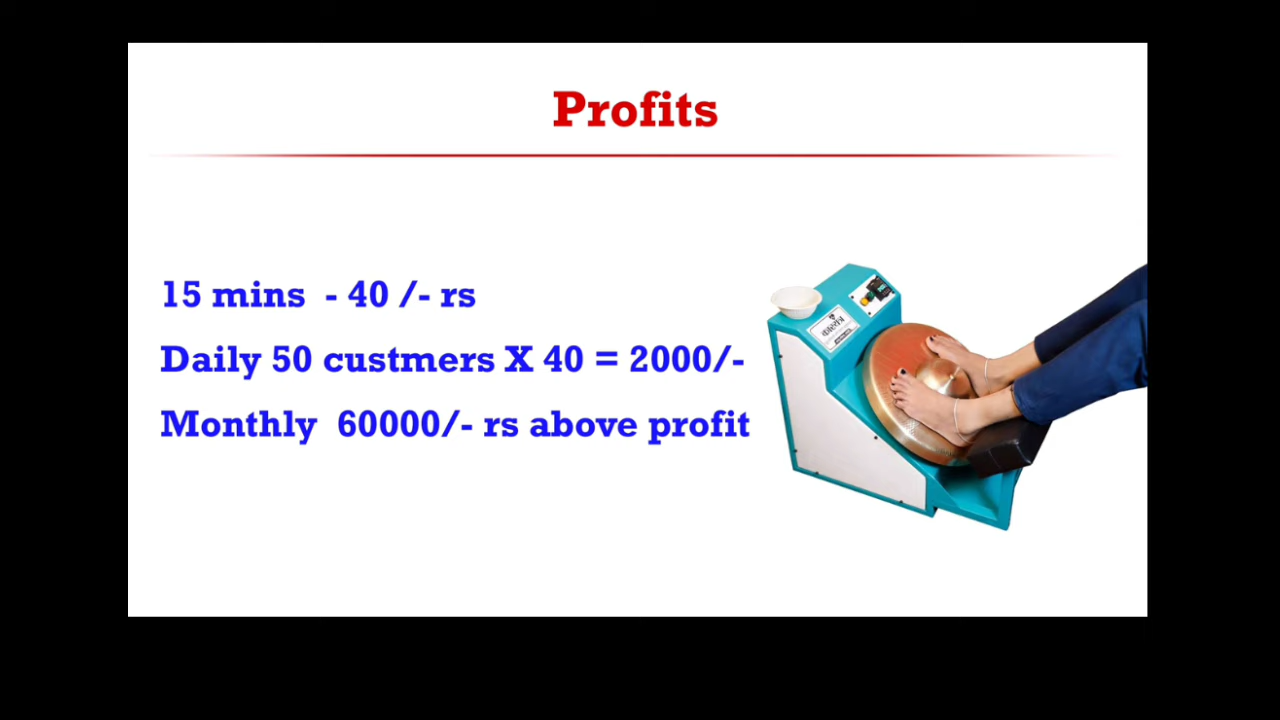 Profits
15 mins - 40 /- rs
Daily 50 custmers X 40 = 2000/-
Monthly 60000/- rs above profit